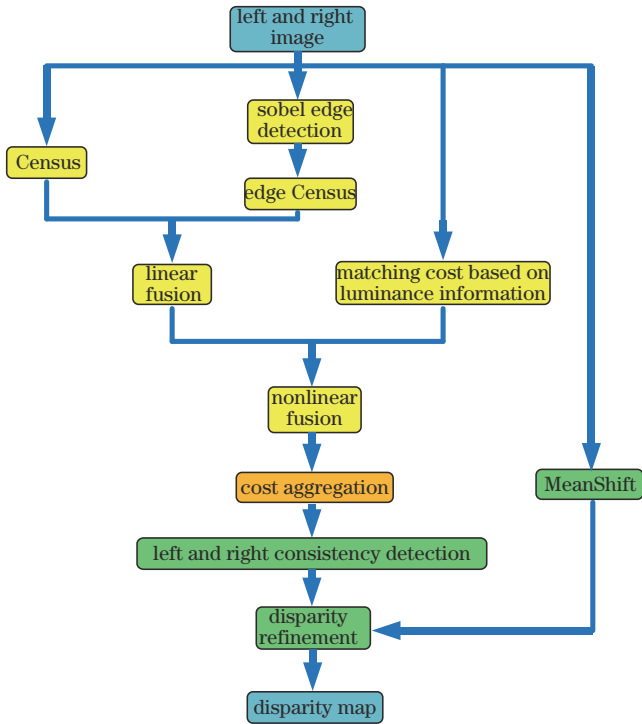 left and right
image
sobel edge
detection
Census
edge Census
linear
fusion
matching cost based on
luminance information
nonlinear
fusion
cost aggregation
MeanShift
left and right consistency detection
disparity
refinement
disparity map